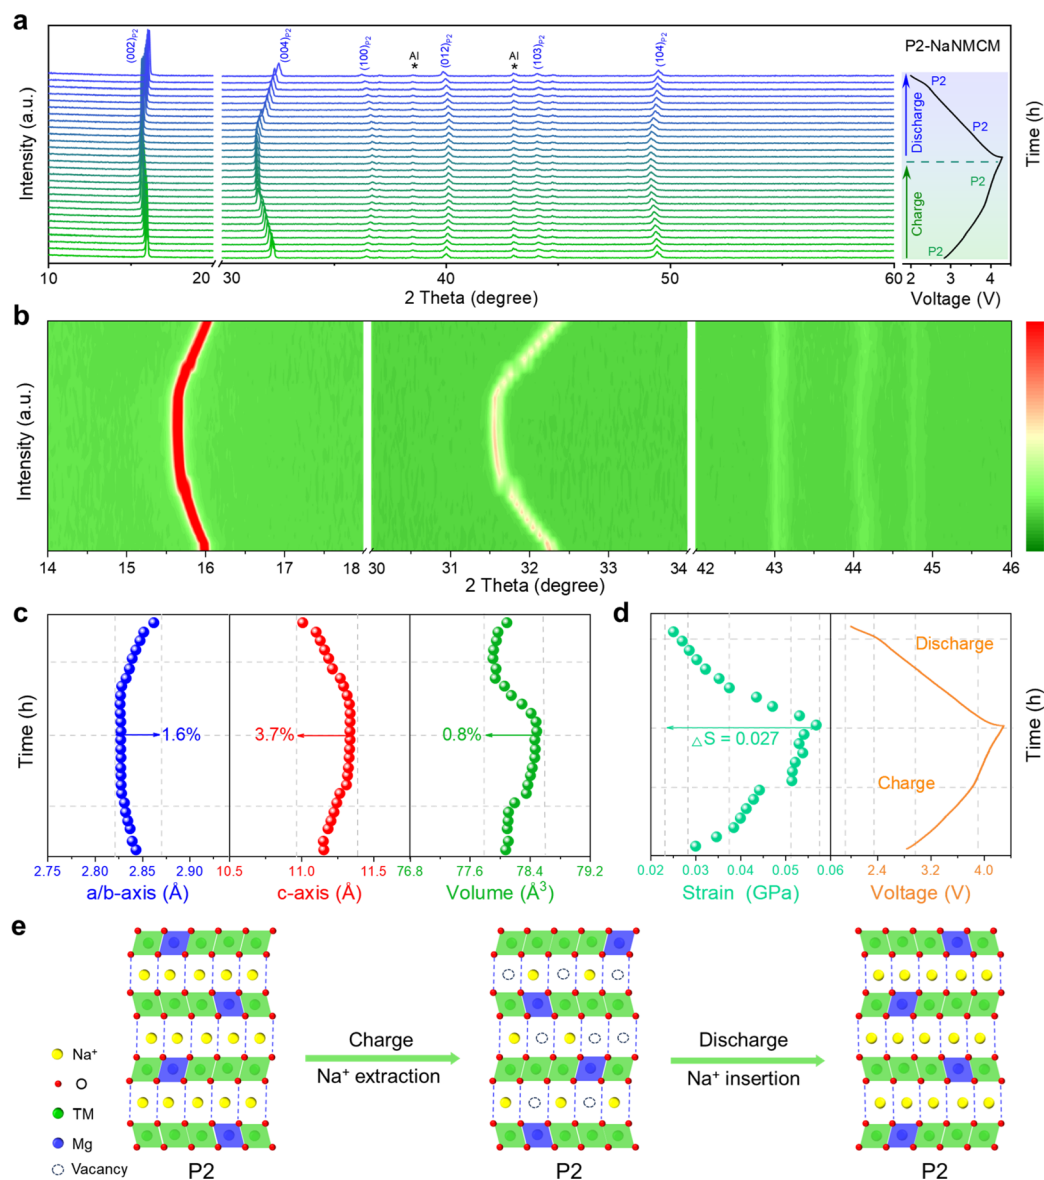 a
Intensity (a.u.)
(002)P2
(004)P2
(100)P2
Al
*
(012)P2
Al
*
(103)P2
(104)P2
P2-NaNMCM
P2
P2
P2
P2
Discharge
Charge
Time (h)
10 20 30 40 50 60 2 3 4
2 Theta (degree)
Voltage (V)
b
Intensity (a.u.)
14 15 16 17 18 30 31 32 33 34 42 43 44 45 46
2 Theta (degree)
c
Time (h)
1.6%
3.7%
0.8%
2.75 2.80 2.85 2.90 10.5 11.0 11.5 76.8 77.6 78.4 79.2
a/b-axis (Å)
c-axis (Å)
Volume (Å³)
d
△S = 0.027
Discharge
Charge
Time (h)
0.02 0.03 0.04 0.05 0.06 2.4 3.2 4.0
Strain (GPa)
Voltage (V)
e
Na⁺
O
TM
Mg
Vacancy
Charge
Na⁺ extraction
Discharge
Na⁺ insertion
P2
P2
P2